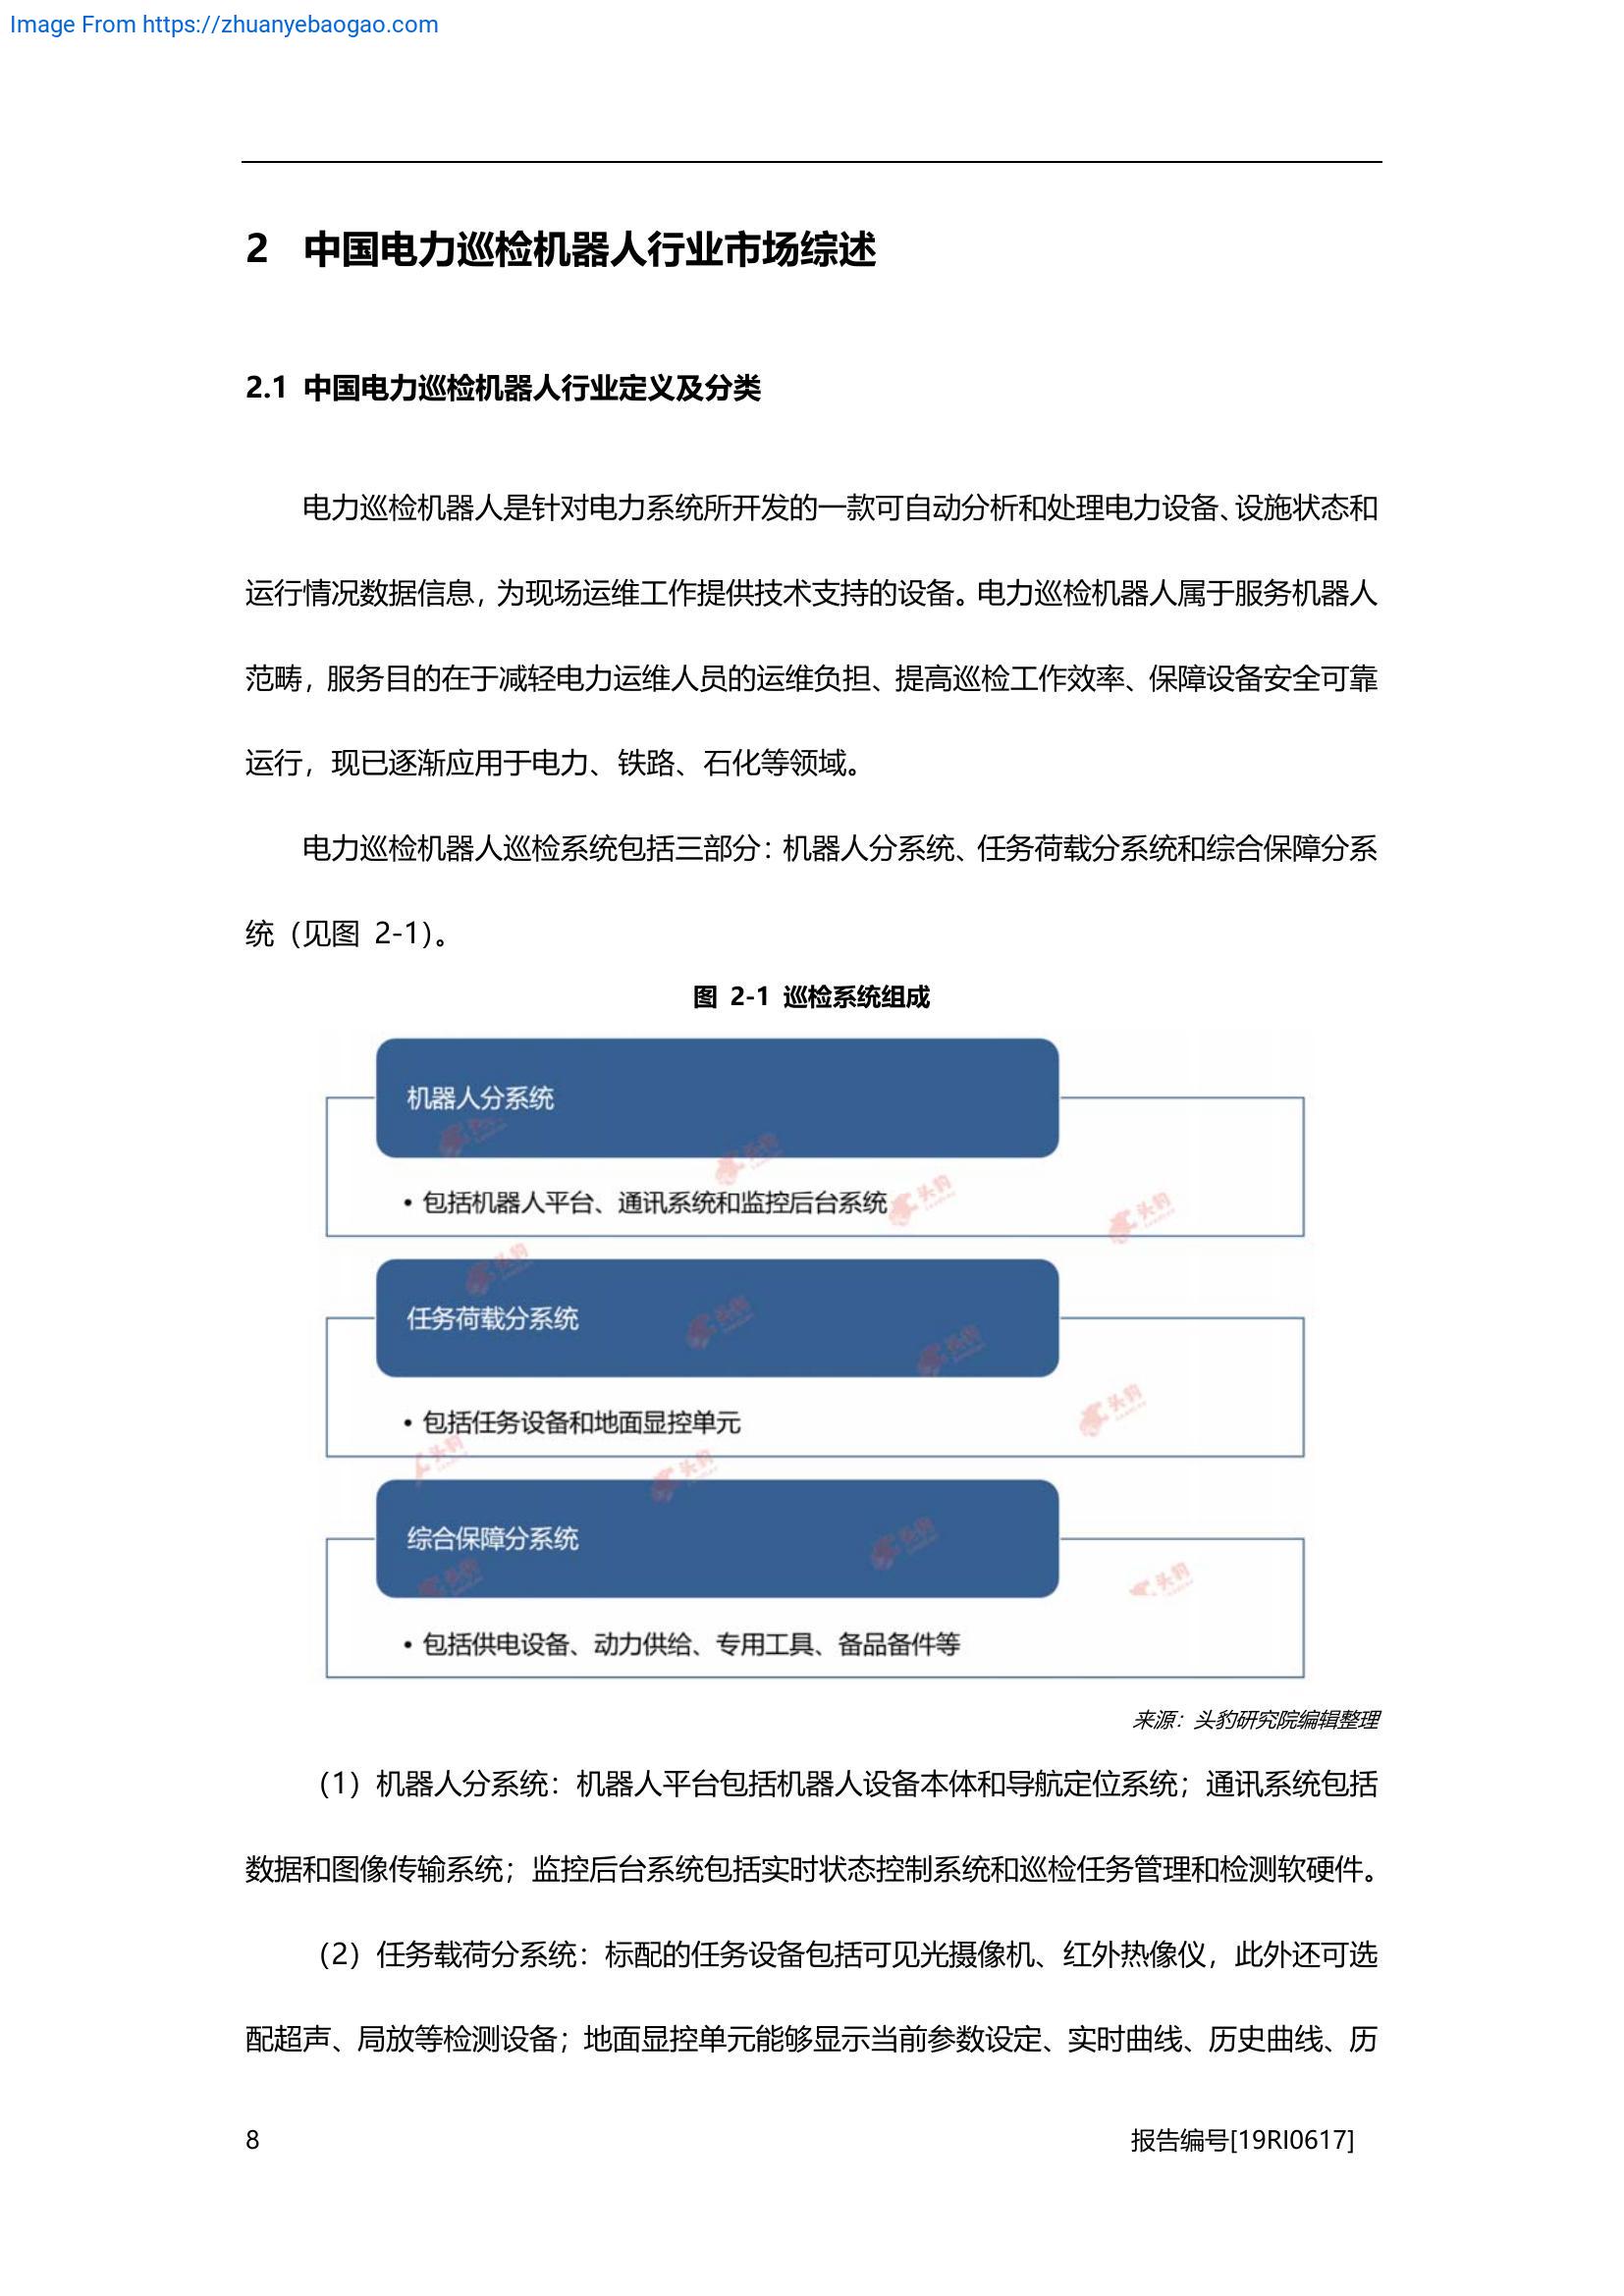 Image From https://zhuanyebaogao.com
2 中国电力巡检机器人行业市场综述
2.1 中国电力巡检机器人行业定义及分类
电力巡检机器人是针对电力系统所开发的一款可自动分析和处理电力设备、设施状态和
运行情况数据信息，为现场运维工作提供技术支持的设备。电力巡检机器人属于服务机器人
范畴，服务目的在于减轻电力运维人员的运维负担、提高巡检工作效率、保障设备安全可靠
运行，现已逐渐应用于电力、铁路、石化等领域。
电力巡检机器人巡检系统包括三部分：机器人分系统、任务荷载分系统和综合保障分系
统（见图 2-1）。
图 2-1 巡检系统组成
机器人分系统
• 包括机器人平台、通讯系统和监控后台系统
任务荷载分系统
• 包括任务设备和地面显控单元
综合保障分系统
• 包括供电设备、动力供给、专用工具、备品备件等
来源：头豹研究院编辑整理
（1）机器人分系统：机器人平台包括机器人设备本体和导航定位系统；通讯系统包括
数据和图像传输系统；监控后台系统包括实时状态控制系统和巡检任务管理和检测软硬件。
（2）任务载荷分系统：标配的任务设备包括可见光摄像机、红外热像仪，此外还可选
配超声、局放等检测设备；地面显控单元能够显示当前参数设定、实时曲线、历史曲线、历
8 报告编号[19RI0617]